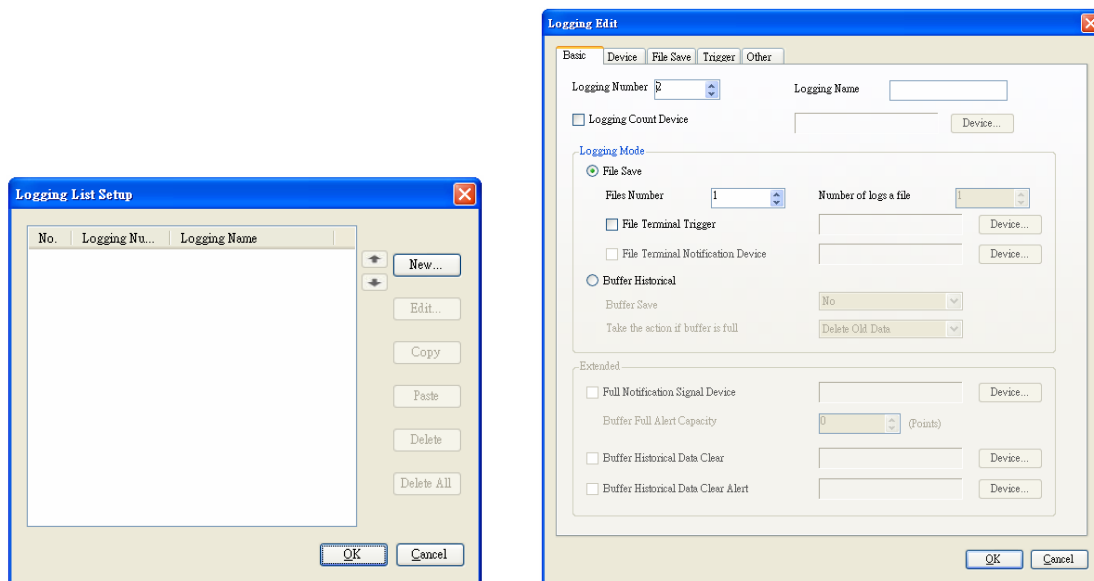 Logging List Setup
No. Logging Nu... Logging Name
New...
Edit...
Copy
Paste
Delete
Delete All
OK Cancel
Logging Edit
Basic Device File Save Trigger Other
Logging Number 2 Logging Name
Logging Count Device Device...
Logging Mode
File Save
Files Number 1 Number of logs a file 1
File Terminal Trigger Device...
File Terminal Notification Device Device...
Buffer Historical
Buffer Save No
Take the action if buffer is full Delete Old Data
Extended
Full Notification Signal Device Device...
Buffer Full Alert Capacity 0 (Points)
Buffer Historical Data Clear Device...
Buffer Historical Data Clear Alert Device...
OK Cancel